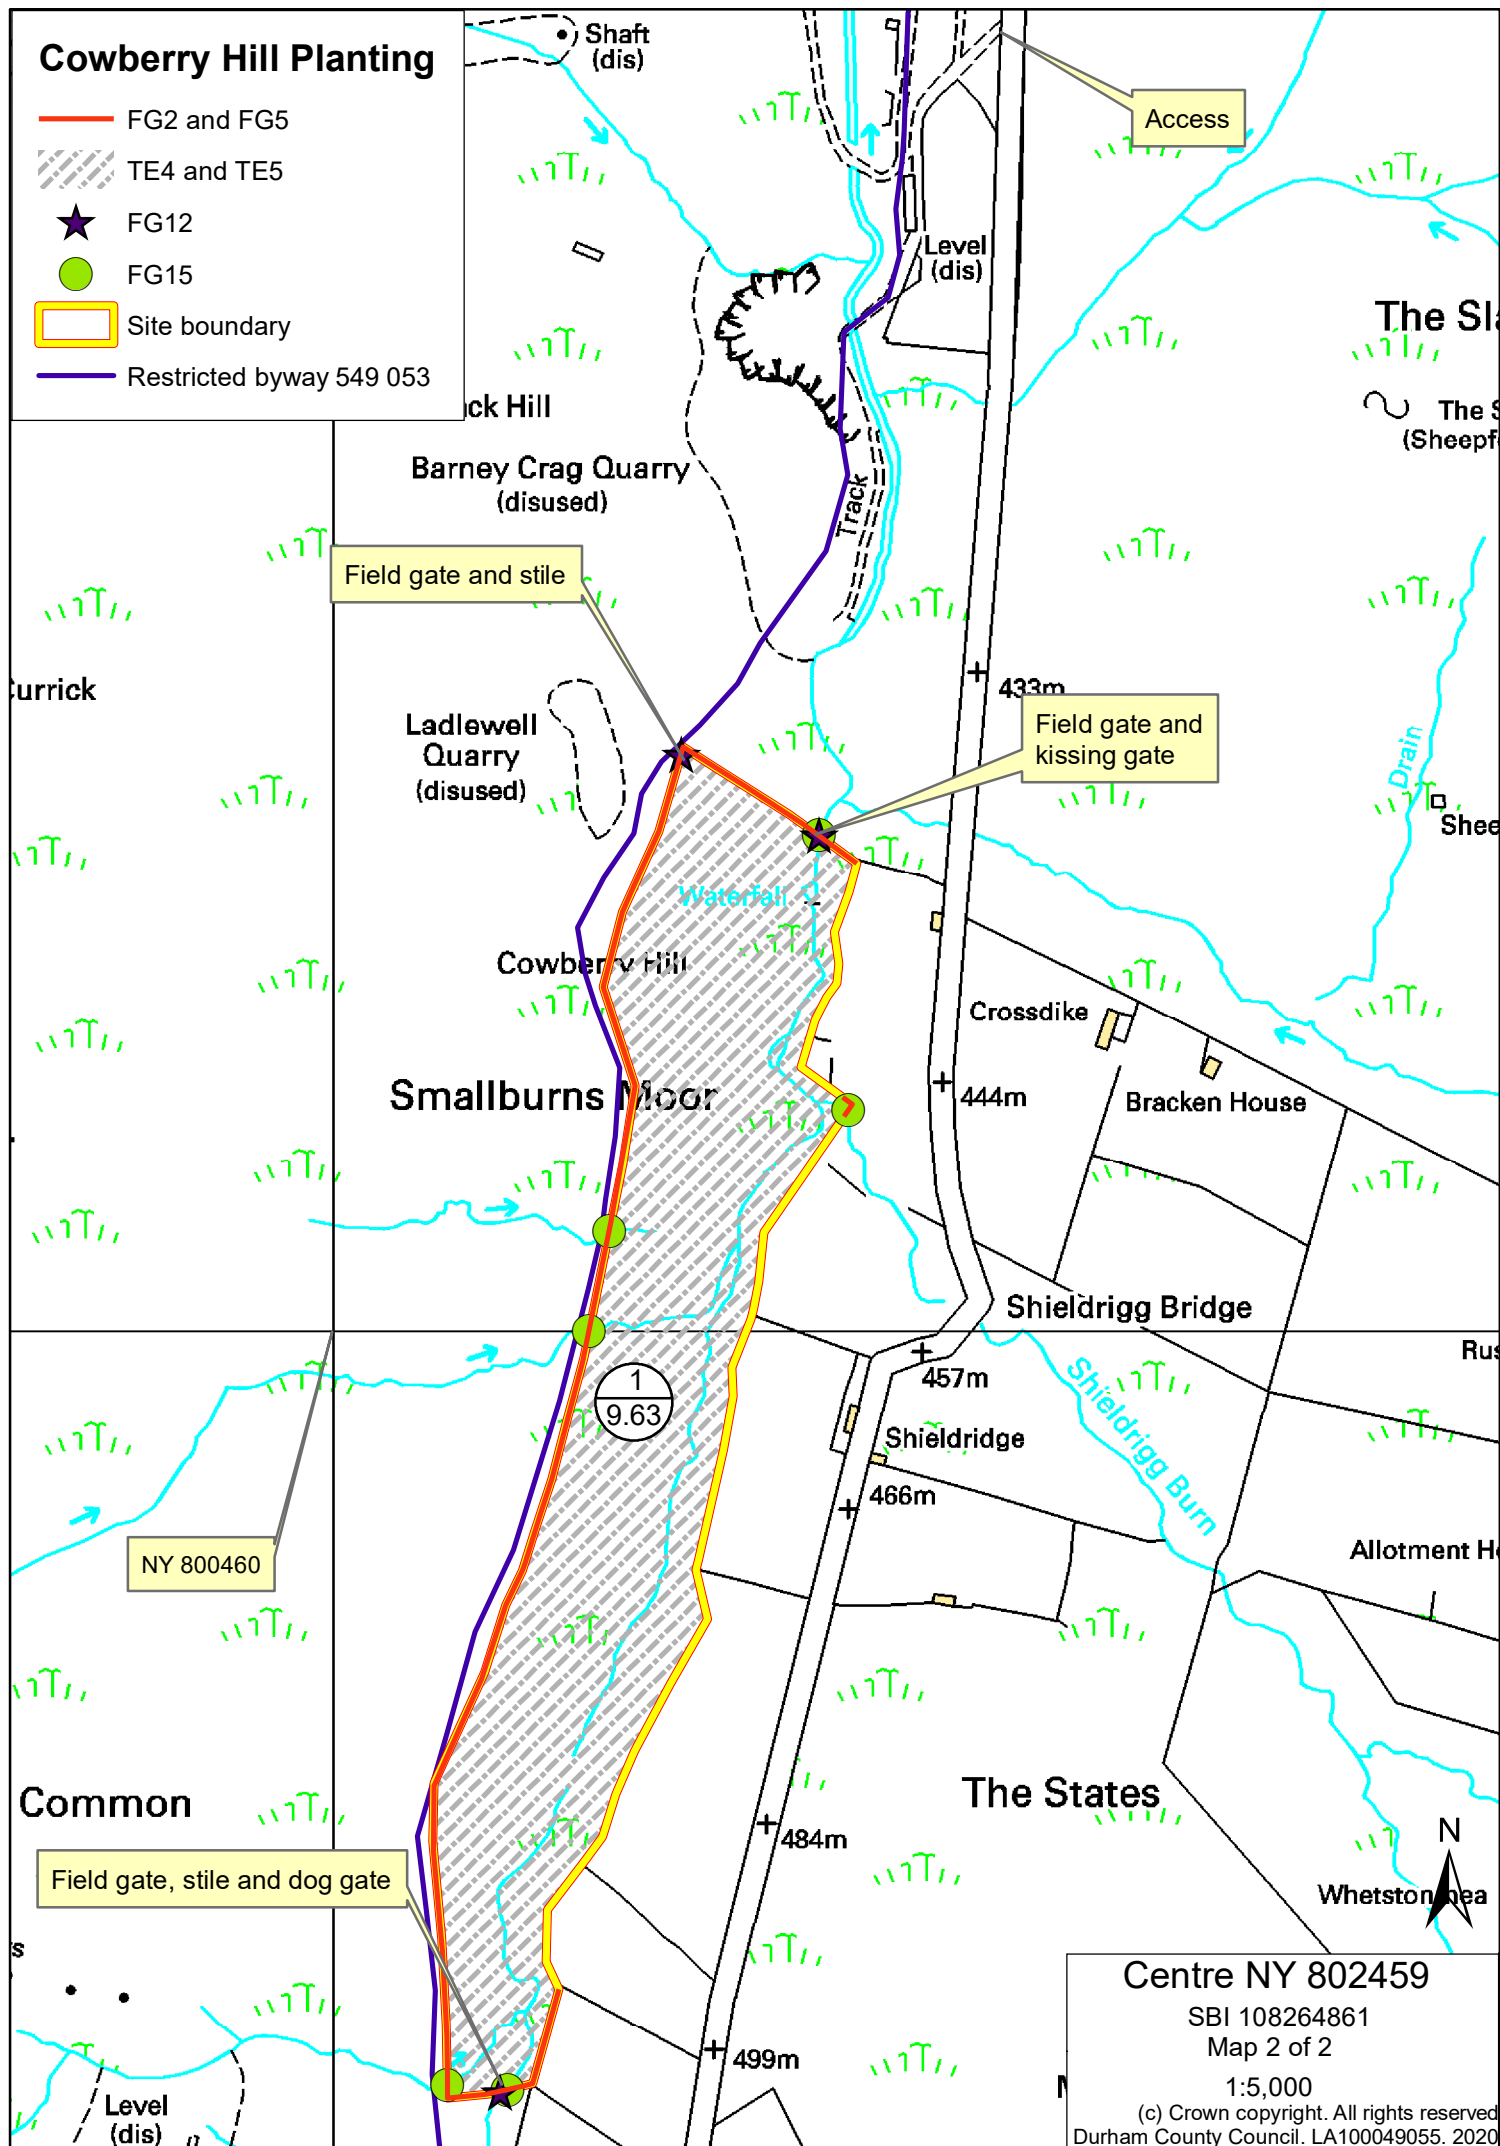 Cowberry Hill Planting
FG2 and FG5
TE4 and TE5
FG12
FG15
Site boundary
Restricted byway 549 053
Shaft
(dis)
Access
Level
(dis)
The Sla
The S
(Sheepf
ck Hill
Barney Crag Quarry
(disused)
Track
Field gate and stile
urrick
433m
Ladlewell
Quarry
(disused)
Field gate and
kissing gate
Drain
Shee
Waterfall
Cowberry Hill
Crossdike
Smallburns Moor
444m
Bracken House
Shieldrigg Bridge
Rus
457m
1
9.63
Shieldridge
Shieldrigg Burn
466m
NY 800460
Allotment H
Common
The States
484m
N
Field gate, stile and dog gate
s
Centre NY 802459
SBI 108264861
Map 2 of 2
1:5,000
(c) Crown copyright. All rights reserved
Durham County Council. LA100049055. 2020
499m
Level
(dis)